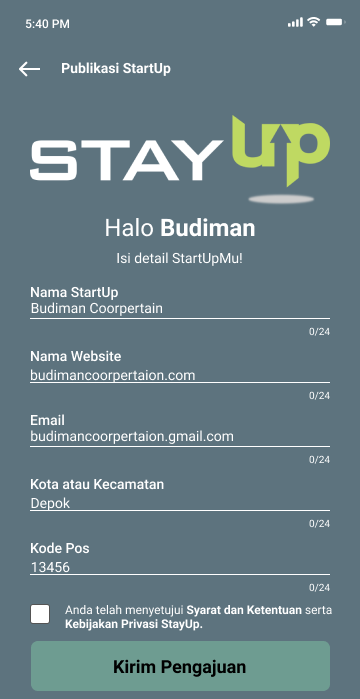 5:40 PM
Publikasi StartUp
STAYUP
Halo Budiman
Isi detail StartUpMu!
Nama StartUp
Budiman Coorpertain
0/24
Nama Website
budimancoorpertaion.com
0/24
Email
budimancoorpertaion.gmail.com
0/24
Kota atau Kecamatan
Depok
0/24
Kode Pos
13456
0/24
Anda telah menyetujui Syarat dan Ketentuan serta
Kebijakan Privasi StayUp.
Kirim Pengajuan